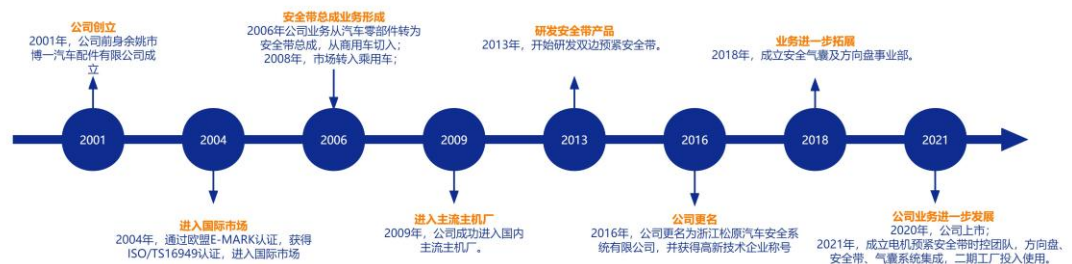 公司创立
2001年，公司前身余姚市
博一汽车配件有限公司成
立
安全带总成业务形成
2006年公司业务从汽车零部件转为
安全带总成，从商用车切入；
2008年，市场转入乘用车；
研发安全带产品
2013年，开始研发双边预紧安全带。
业务进一步拓展
2018年，成立安全气囊及方向盘事业部。
2001
2004
2006
2009
2013
2016
2018
2021
进入国际市场
2004年，通过欧盟E-MARK认证，获得
ISO/TS16949认证，进入国际市场
进入主流主机厂
2009年，公司成功进入国内
主流主机厂。
公司更名
2016年，公司更名为浙江松原汽车安全系
统有限公司，并获得高新技术企业称号
公司业务进一步发展
2020年，公司上市；
2021年，成立电机预紧安全带时控团队，方向盘、
安全带、气囊系统集成，二期工厂投入使用。